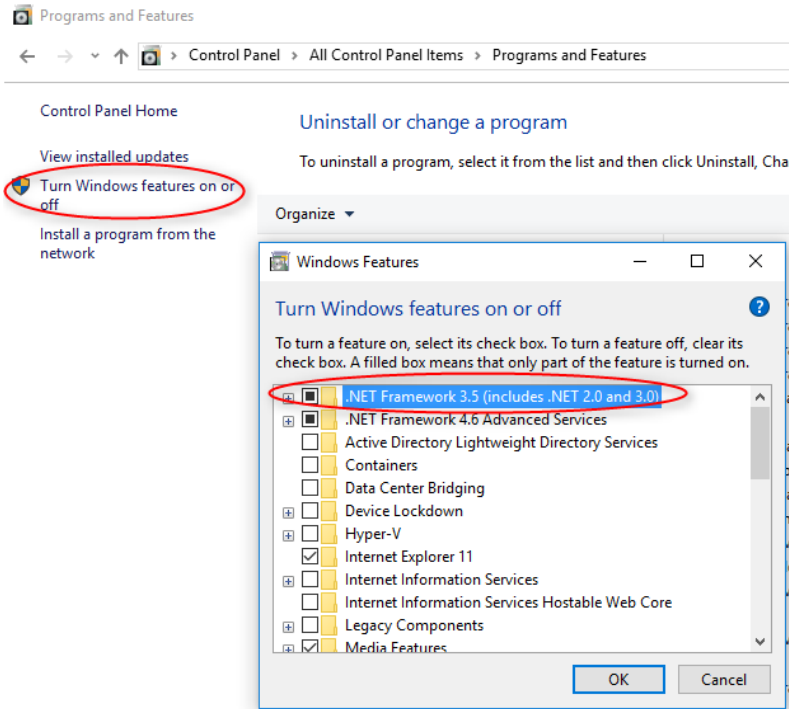 Programs and Features
Control Panel > All Control Panel Items > Programs and Features
Control Panel Home
View installed updates
Turn Windows features on or
off
Install a program from the
network
Uninstall or change a program
To uninstall a program, select it from the list and then click Uninstall, Cha
Organize
Windows Features
Turn Windows features on or off
To turn a feature on, select its check box. To turn a feature off, clear its
check box. A filled box means that only part of the feature is turned on.
.NET Framework 3.5 (includes .NET 2.0 and 3.0)
.NET Framework 4.6 Advanced Services
Active Directory Lightweight Directory Services
Containers
Data Center Bridging
Device Lockdown
Hyper-V
Internet Explorer 11
Internet Information Services
Internet Information Services Hostable Web Core
Legacy Components
Media Features
OK
Cancel